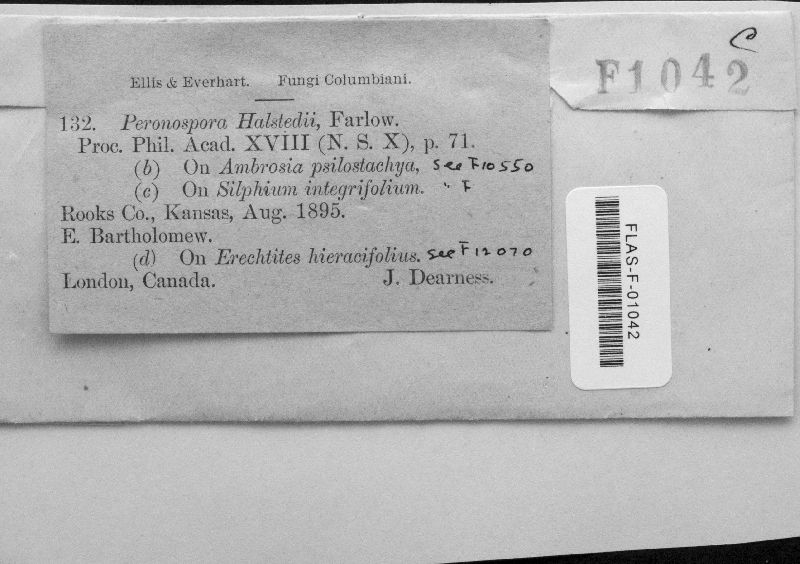 C
F1042
Ellis & Everhart. Fungi Columbiani.
132. Peronospora Halstedii, Farlow.
Proc. Phil. Acad. XVIII (N. S. X), p. 71.
(b) On Ambrosia psilostachya, see F10550
(c) On Silphium integrifolium. " F
Rooks Co., Kansas, Aug. 1895.
E. Bartholomew.
(d) On Erechtites hieracifolius. see F12070
London, Canada. J. Dearness.
FLAS-F-01042